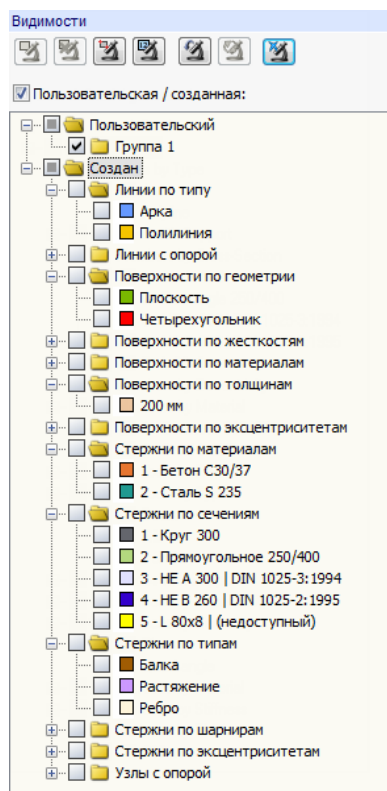 Видимости
Пользовательская / созданная:
Пользовательский
Группа 1
Создан
Линии по типу
Арка
Полилиния
Линии с опорой
Поверхности по геометрии
Плоскость
Четырехугольник
Поверхности по жесткостям
Поверхности по материалам
Поверхности по толщинам
200 мм
Поверхности по эксцентриситетам
Стержни по материалам
1 - Бетон C30/37
2 - Сталь S 235
Стержни по сечениям
1 - Круг 300
2 - Прямоугольное 250/400
3 - HE A 300 | DIN 1025-3:1994
4 - HE B 260 | DIN 1025-2:1995
5 - L 80x8 | (недоступный)
Стержни по типам
Балка
Растяжение
Ребро
Стержни по шарнирам
Стержни по эксцентриситетам
Узлы с опорой